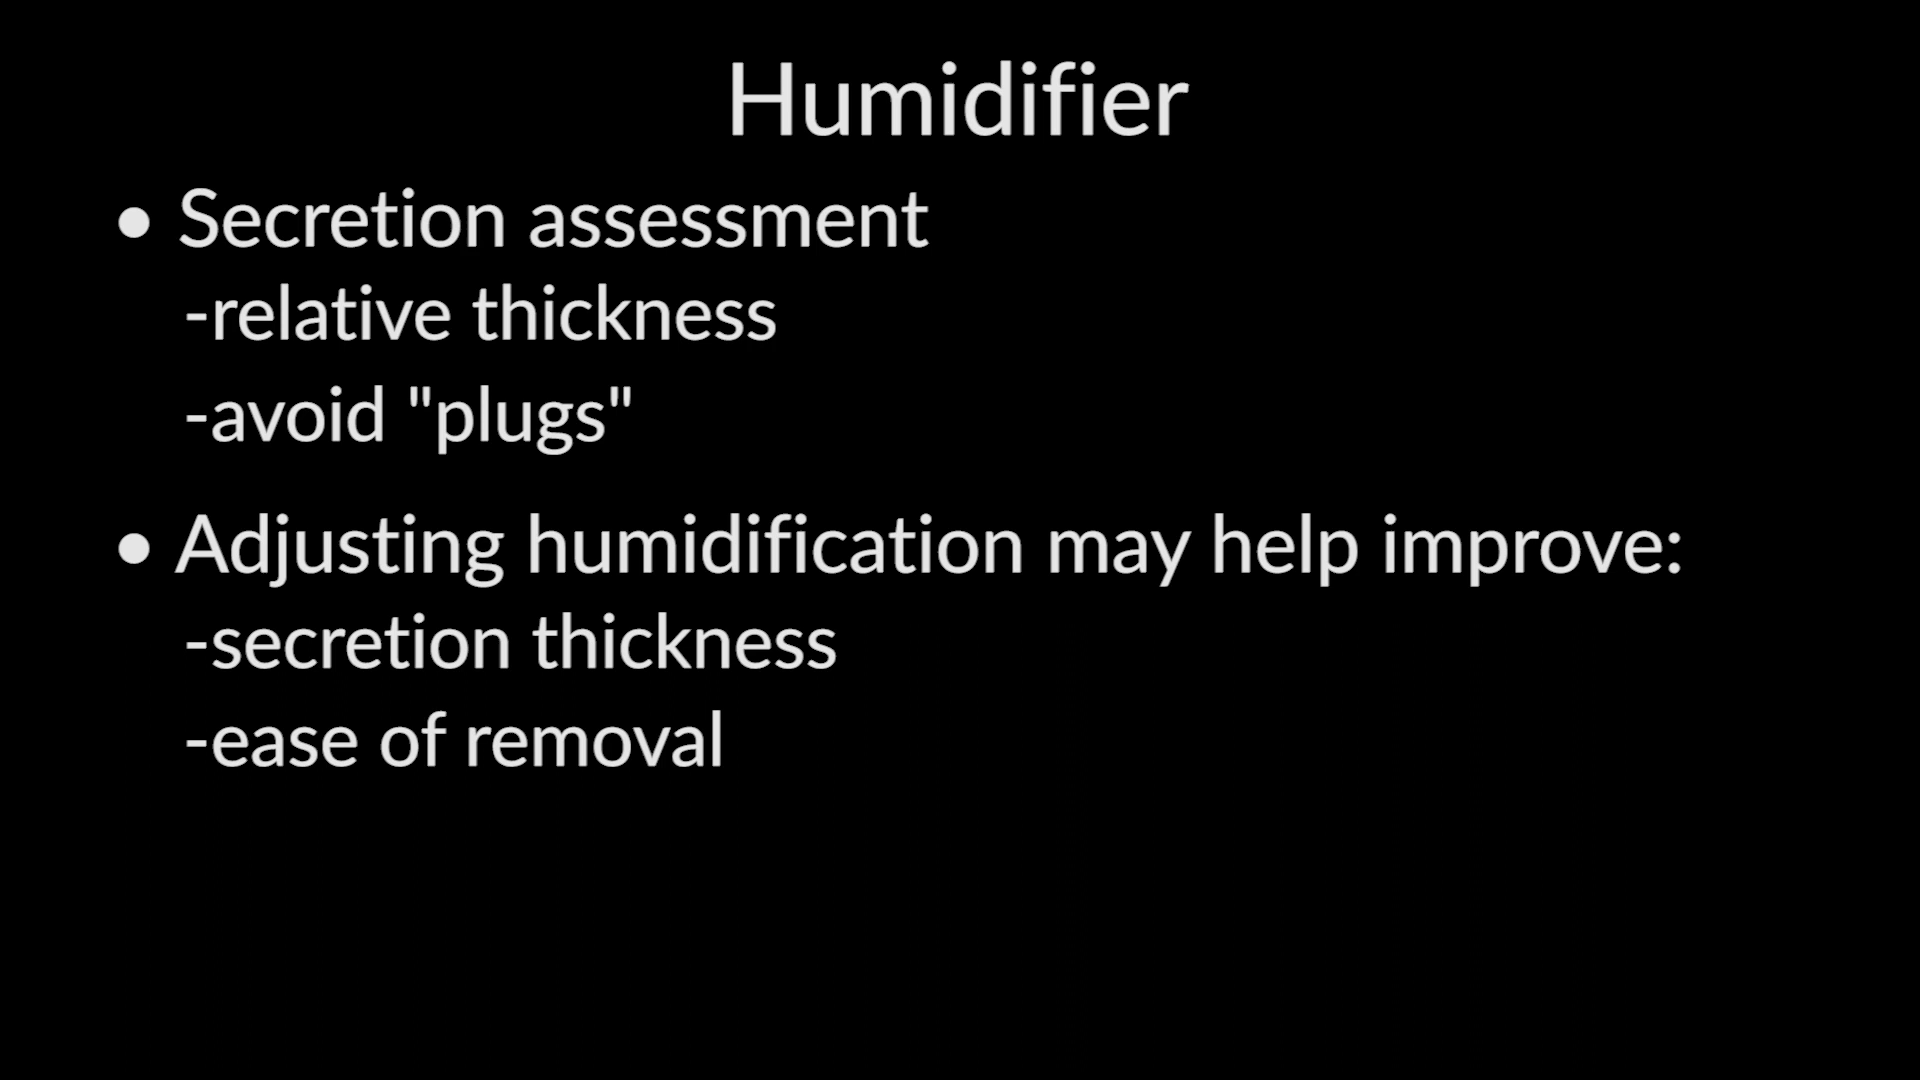 Humidifier
• Secretion assessment
-relative thickness
-avoid "plugs"
• Adjusting humidification may help improve:
-secretion thickness
-ease of removal